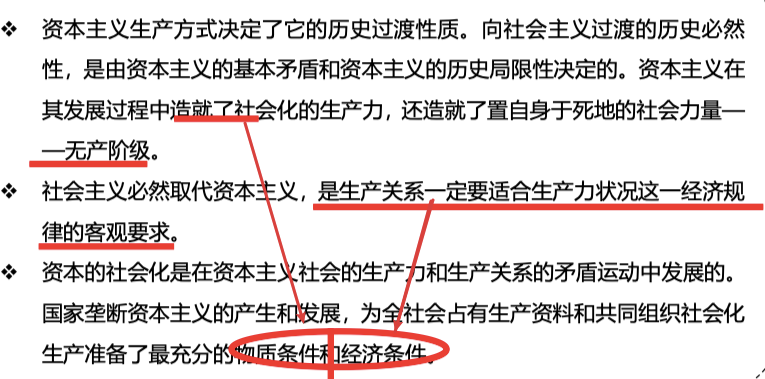 ❖ 资本主义生产方式决定了它的历史过渡性质。向社会主义过渡的历史必然
性，是由资本主义的基本矛盾和资本主义的历史局限性决定的。资本主义在
其发展过程中造就了社会化的生产力，还造就了置自身于死地的社会力量—
—无产阶级。
❖ 社会主义必然取代资本主义，是生产关系一定要适合生产力状况这一经济规
律的客观要求。
❖ 资本的社会化是在资本主义社会的生产力和生产关系的矛盾运动中发展的。
国家垄断资本主义的产生和发展，为全社会占有生产资料和共同组织社会化
生产准备了最充分的物质条件和经济条件。